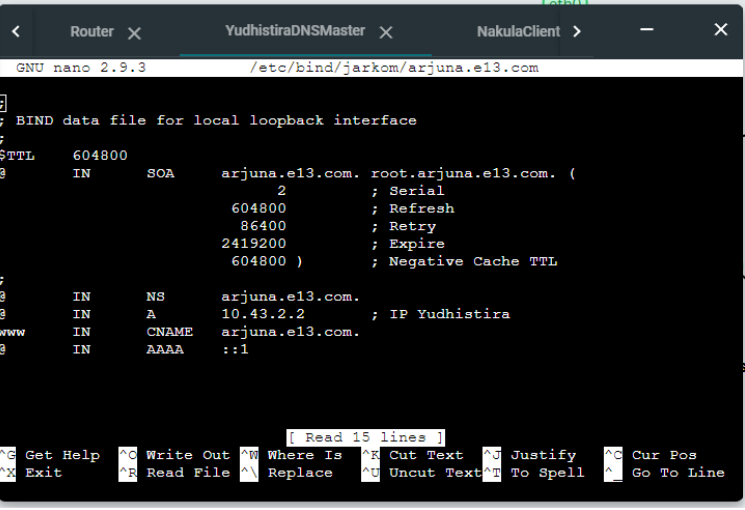 (eth0)
Router
YudhistiraDNSMaster
NakulaClient
GNU nano 2.9.3 /etc/bind/jarkom/arjuna.e13.com
;
; BIND data file for local loopback interface
;
$TTL 604800
@ IN SOA arjuna.e13.com. root.arjuna.e13.com. (
2 ; Serial
604800 ; Refresh
86400 ; Retry
2419200 ; Expire
604800 ) ; Negative Cache TTL
;
@ IN NS arjuna.e13.com.
@ IN A 10.43.2.2 ; IP Yudhistira
www IN CNAME arjuna.e13.com.
@ IN AAAA ::1
[ Read 15 lines ]
^G Get Help ^O Write Out ^W Where Is ^K Cut Text ^J Justify ^C Cur Pos
^X Exit ^R Read File ^\ Replace ^U Uncut Text ^T To Spell ^_ Go To Line